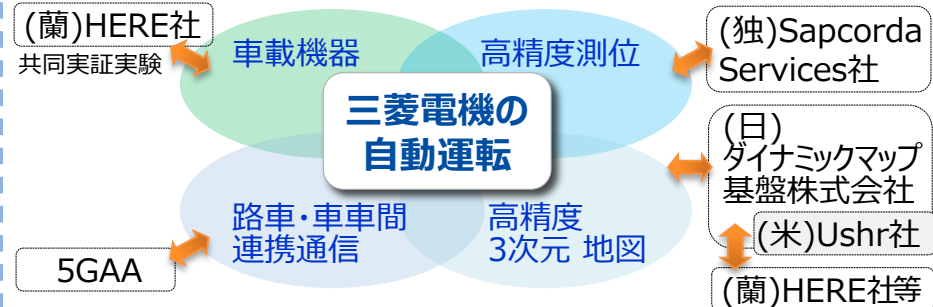 (蘭)HERE社
共同実証実験
車載機器
高精度測位
(独)Sapcorda
Services社
三菱電機の
自動運転
(日)
ダイナミックマップ
基盤株式会社
路車・車車間
連携通信
高精度
3次元 地図
(米)Ushr社
5GAA
(蘭)HERE社等